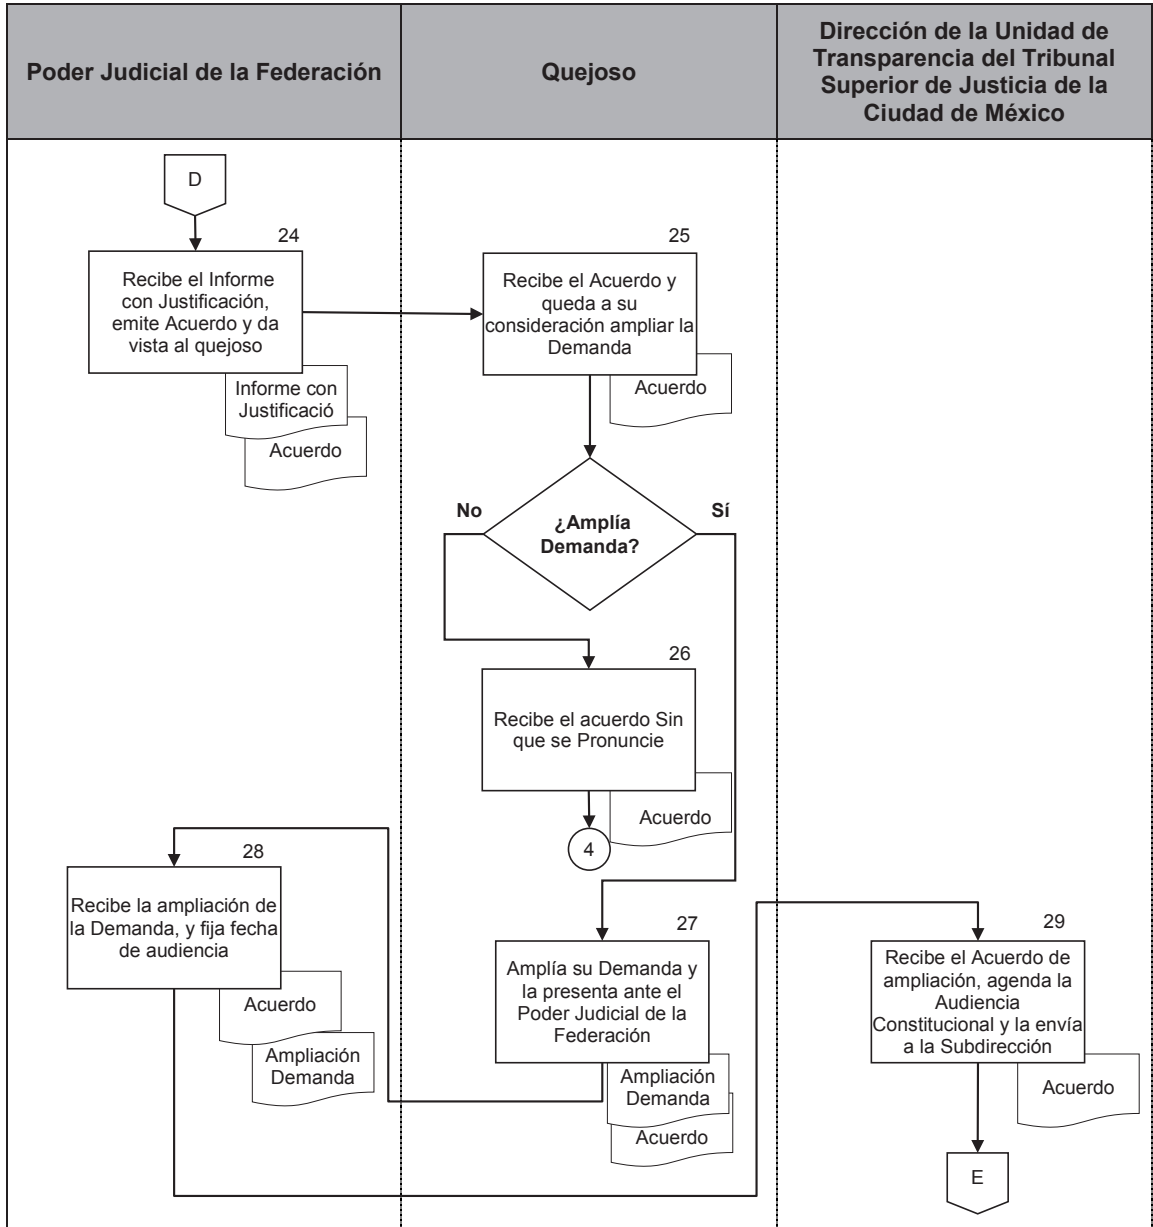 Poder Judicial de la Federación
Quejoso
Dirección de la Unidad de
Transparencia del Tribunal
Superior de Justicia de la
Ciudad de México
D
24
Recibe el Informe
con Justificación,
emite Acuerdo y da
vista al quejoso
Informe con
Justificació
Acuerdo
25
Recibe el Acuerdo y
queda a su
consideración ampliar la
Demanda
Acuerdo
No
¿Amplía
Demanda?
Sí
26
Recibe el acuerdo Sin
que se Pronuncie
Acuerdo
4
27
Amplía su Demanda y
la presenta ante el
Poder Judicial de la
Federación
Ampliación
Demanda
Acuerdo
28
Recibe la ampliación de
la Demanda, y fija fecha
de audiencia
Acuerdo
Ampliación
Demanda
29
Recibe el Acuerdo de
ampliación, agenda la
Audiencia
Constitucional y la envía
a la Subdirección
Acuerdo
E